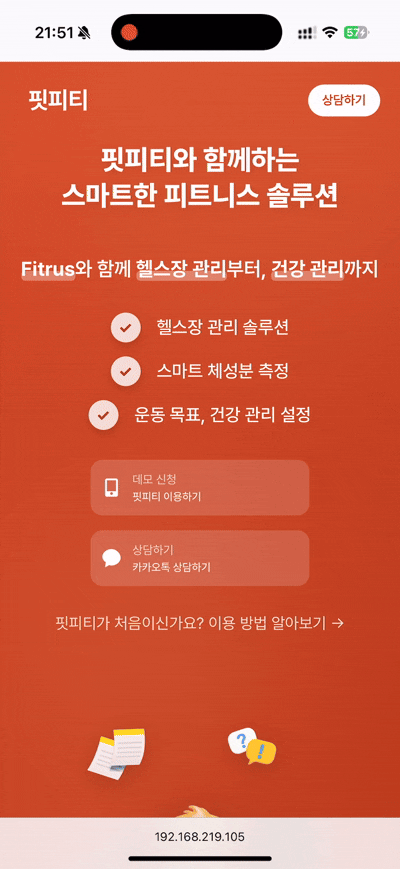 21:51
57
핏피티
상담하기
핏피티와 함께하는
스마트한 피트니스 솔루션
Fitrus와 함께 헬스장 관리부터, 건강 관리까지
헬스장 관리 솔루션
스마트 체성분 측정
운동 목표, 건강 관리 설정
데모 신청
핏피티 이용하기
상담하기
카카오톡 상담하기
핏피티가 처음이신가요? 이용 방법 알아보기 →
? !
192.168.219.105